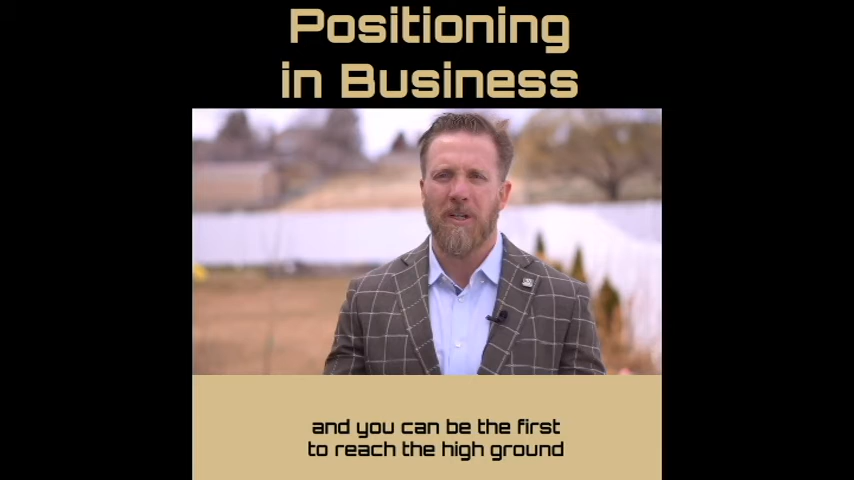 Positioning
in Business
and you can be the first
to reach the high ground